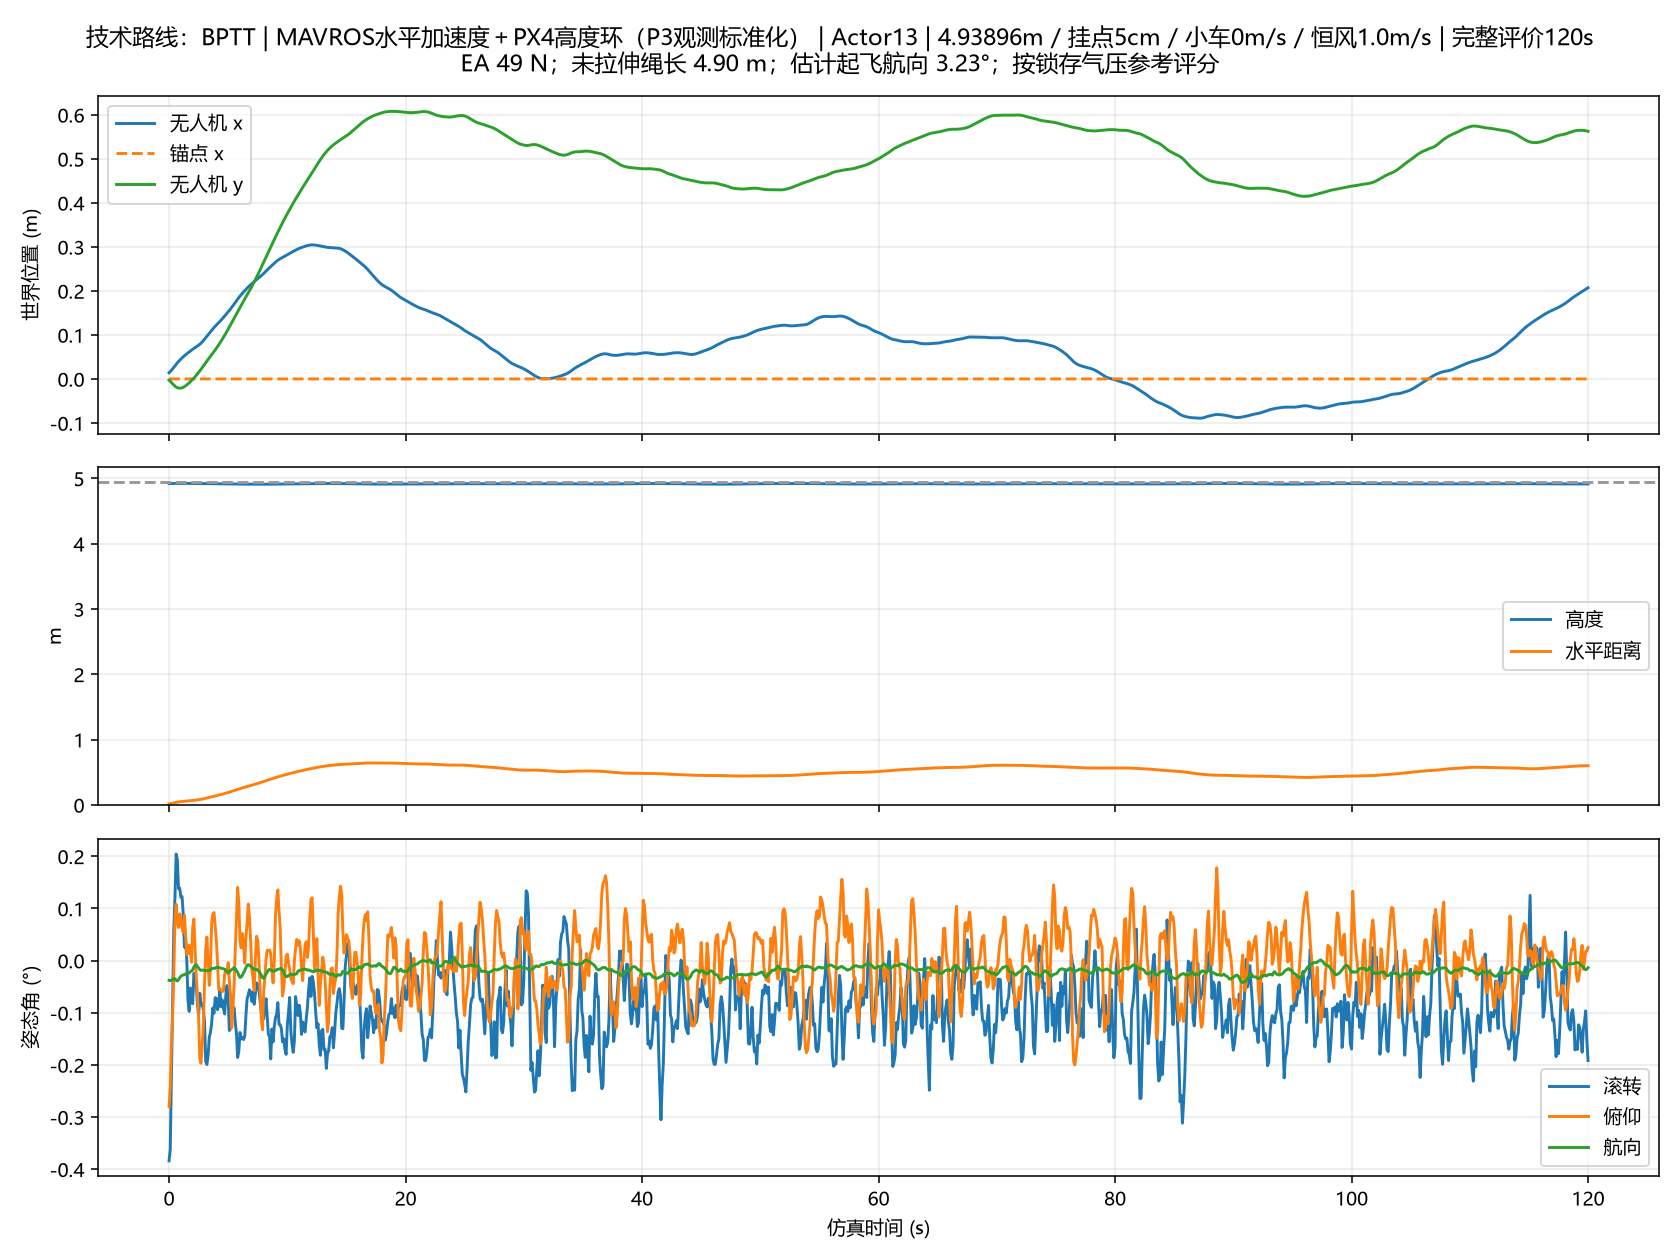 技术路线：BPTT | MAVROS水平加速度＋PX4高度环（P3观测标准化） | Actor13 | 4.93896m / 挂点5cm / 小车0m/s / 恒风1.0m/s | 完整评价120s
EA 49 N；未拉伸绳长 4.90 m；估计起飞航向 3.23°；按锁存气压参考评分
世界位置 (m)
0.6
0.5
0.4
0.3
0.2
0.1
0.0
-0.1
无人机 x
锚点 x
无人机 y
m
5
4
3
2
1
0
高度
水平距离
姿态角 (°)
0.2
0.1
0.0
-0.1
-0.2
-0.3
-0.4
滚转
俯仰
航向
0 20 40 60 80 100 120
仿真时间 (s)